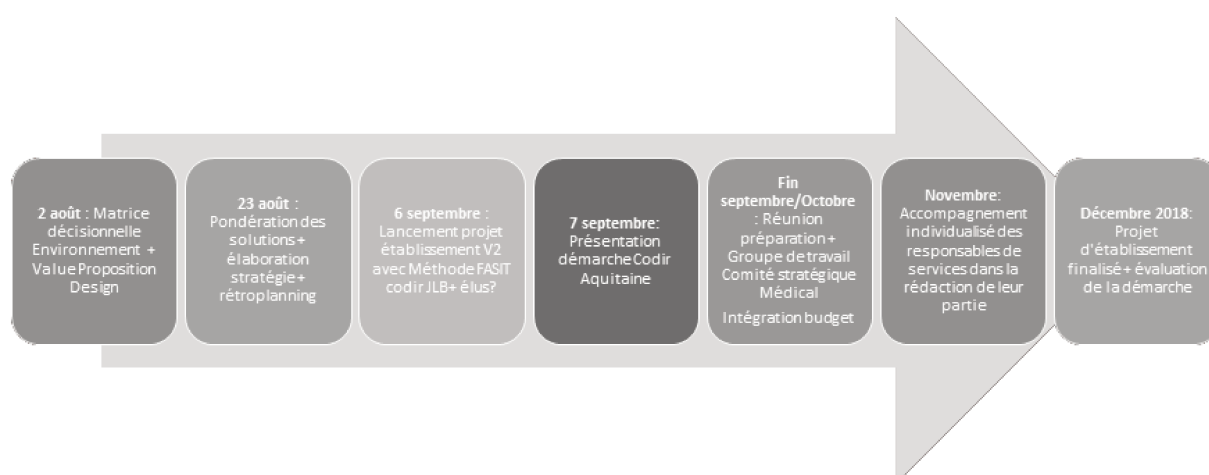 2 août : Matrice
décisionnelle
Environnement +
Value Proposition
Design
23 août :
Pondération des
solutions +
élaboration
stratégie +
rétroplanning
6 septembre :
Lancement projet
établissement V2
avec Méthode FASIT
codir JLB+ élus?
7 septembre:
Présentation
démarche Codir
Aquitaine
Fin
septembre/Octobre
: Réunion
préparation +
Groupe de travail
Comité stratégique
Médical
Intégration budget
Novembre:
Accompagnement
individualisé des
responsables de
services dans la
rédaction de leur
partie
Décembre 2018:
Projet
d'établissement
finalisé + évaluation
de la démarche